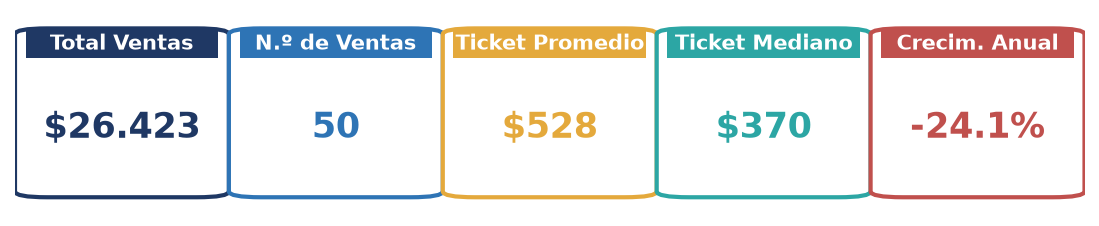 Total Ventas
$26.423
N.º de Ventas
50
Ticket Promedio
$528
Ticket Mediano
$370
Crecim. Anual
-24.1%